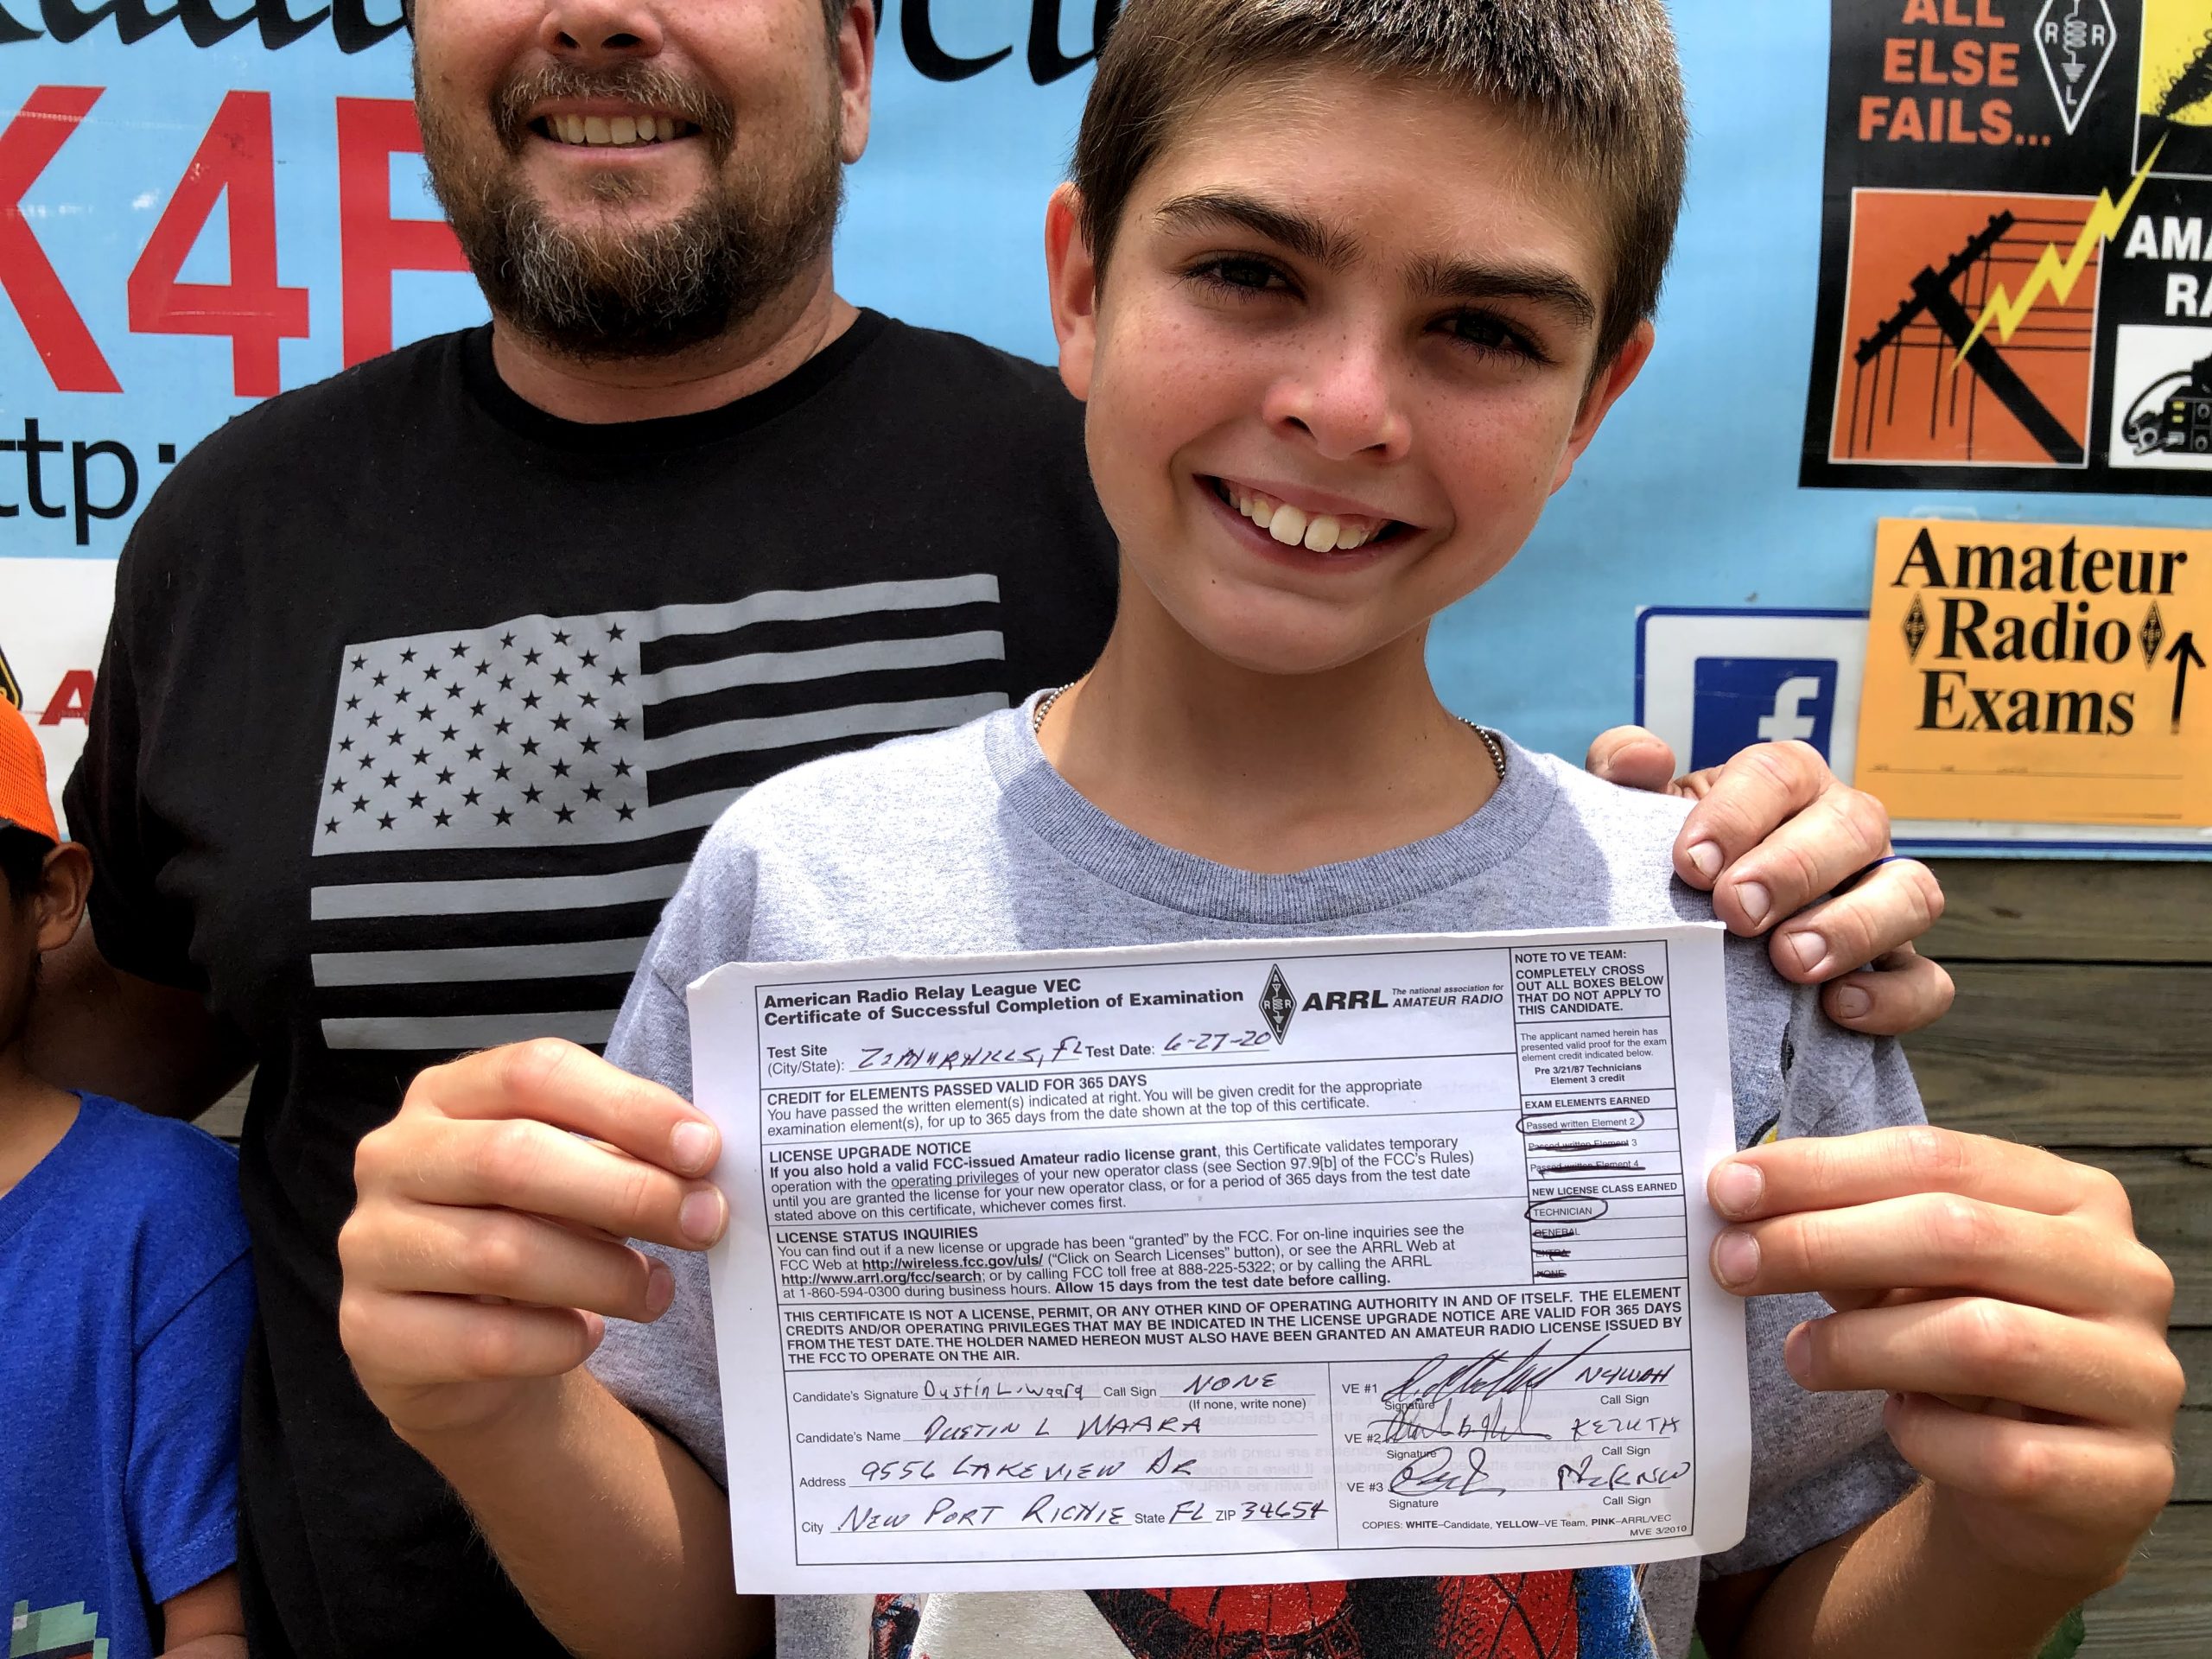 K4
ttp:
ALL
ELSE
FAILS...
ARRL
AMA
RA
Amateur
Radio
Exams
f
A
American Radio Relay League VEC
Certificate of Successful Completion of Examination
ARRL The national association for
AMATEUR RADIO
Test Site
(City/State): FL Test Date: 6-27-20
CREDIT for ELEMENTS PASSED VALID FOR 365 DAYS
You have passed the written element(s) indicated at right. You will be given credit for the appropriate
examination element(s), for up to 365 days from the date shown at the top of this certificate.
LICENSE UPGRADE NOTICE
If you also hold a valid FCC-issued Amateur radio license grant, this Certificate validates temporary
operation with the operating privileges of your new operator class (see Section 97.9[b] of the FCC's Rules)
until you are granted the license for your new operator class, or for a period of 365 days from the test date
stated above on this certificate, whichever comes first.
LICENSE STATUS INQUIRIES
You can find out if a new license or upgrade has been "granted" by the FCC. For on-line inquiries see the
FCC Web at http://wireless.fcc.gov/uls/ ("Click on Search Licenses" button), or see the ARRL Web at
http://www.arrl.org/fcc/search; or by calling FCC toll free at 888-225-5322; or by calling the ARRL
at 1-860-594-0300 during business hours. Allow 15 days from the test date before calling.
NOTE TO VE TEAM:
COMPLETELY CROSS
OUT ALL BOXES BELOW
THAT DO NOT APPLY TO
THIS CANDIDATE.
The applicant named herein has
presented valid proof for the exam
element credit indicated below.
Pre 3/21/87 Technicians
Element 3 credit
EXAM ELEMENTS EARNED
Passed written Element 2
Passed written Element 3
Passed written Element 4
NEW LICENSE CLASS EARNED
TECHNICIAN
GENERAL
EXTRA
NONE
THIS CERTIFICATE IS NOT A LICENSE, PERMIT, OR ANY OTHER KIND OF OPERATING AUTHORITY IN AND OF ITSELF. THE ELEMENT
CREDITS AND/OR OPERATING PRIVILEGES THAT MAY BE INDICATED IN THE LICENSE UPGRADE NOTICE ARE VALID FOR 365 DAYS
FROM THE TEST DATE. THE HOLDER NAMED HEREON MUST ALSO HAVE BEEN GRANTED AN AMATEUR RADIO LICENSE ISSUED BY
THE FCC TO OPERATE ON THE AIR.
Candidate's Signature Dustin L. Waara Call Sign NONE
(If none, write none)
Candidate's Name DUSTIN L WAARA
Address 9556 LAKEVIEW DR
City NEW PORT RICHIE State FL ZIP 34654
VE #1 N4WAH
Signature Call Sign
VE #2
Signature Call Sign
VE #3
Signature Call Sign
COPIES: WHITE–Candidate, YELLOW–VE Team, PINK–ARRL/VEC
MVE 3/2010